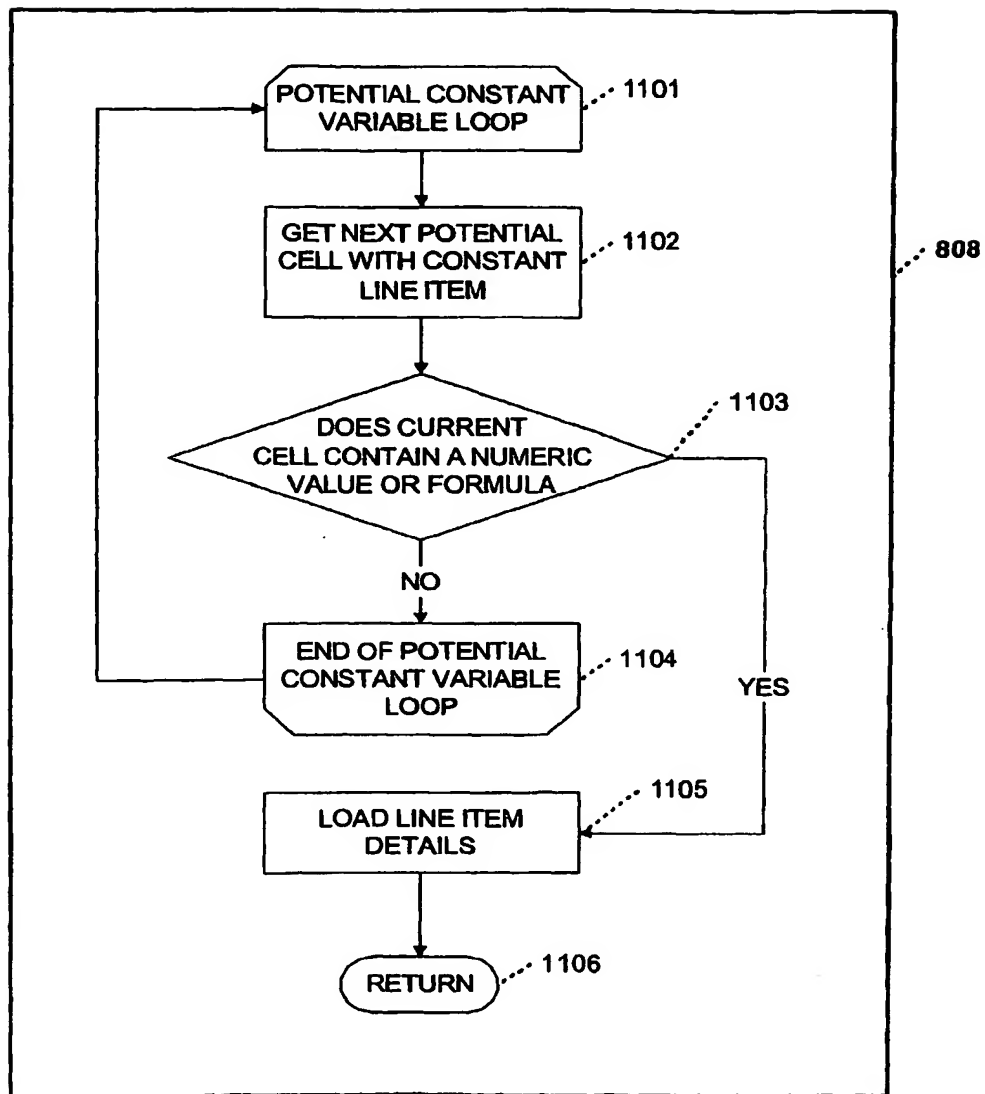 POTENTIAL CONSTANT
VARIABLE LOOP
1101
GET NEXT POTENTIAL
CELL WITH CONSTANT
LINE ITEM
1102
808
DOES CURRENT
CELL CONTAIN A NUMERIC
VALUE OR FORMULA
1103
NO
END OF POTENTIAL
CONSTANT VARIABLE
LOOP
1104
YES
LOAD LINE ITEM
DETAILS
1105
RETURN
1106